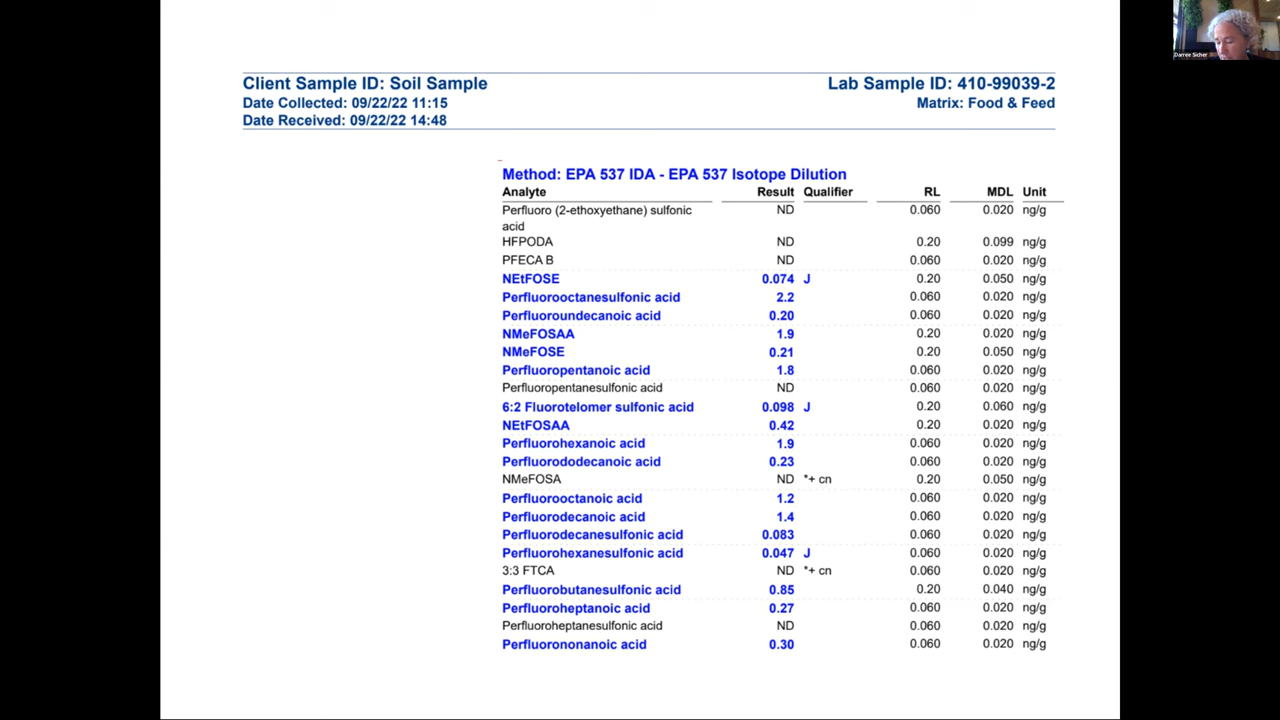 Darren Sicher
Client Sample ID: Soil Sample Lab Sample ID: 410-99039-2
Date Collected: 09/22/22 11:15 Matrix: Food & Feed
Date Received: 09/22/22 14:48
Method: EPA 537 IDA - EPA 537 Isotope Dilution
Analyte Result Qualifier RL MDL Unit
Perfluoro (2-ethoxyethane) sulfonic ND 0.060 0.020 ng/g
acid
HFPODA ND 0.20 0.099 ng/g
PFECA B ND 0.060 0.020 ng/g
NEtFOSE 0.074 J 0.20 0.050 ng/g
Perfluorooctanesulfonic acid 2.2 0.060 0.020 ng/g
Perfluoroundecanoic acid 0.20 0.060 0.020 ng/g
NMeFOSAA 1.9 0.20 0.020 ng/g
NMeFOSE 0.21 0.20 0.050 ng/g
Perfluoropentanoic acid 1.8 0.060 0.020 ng/g
Perfluoropentanesulfonic acid ND 0.060 0.020 ng/g
6:2 Fluorotelomer sulfonic acid 0.098 J 0.20 0.060 ng/g
NEtFOSAA 0.42 0.20 0.020 ng/g
Perfluorohexanoic acid 1.9 0.060 0.020 ng/g
Perfluorododecanoic acid 0.23 0.060 0.020 ng/g
NMeFOSA ND *+ cn 0.20 0.050 ng/g
Perfluorooctanoic acid 1.2 0.060 0.020 ng/g
Perfluorodecanoic acid 1.4 0.060 0.020 ng/g
Perfluorodecanesulfonic acid 0.083 0.060 0.020 ng/g
Perfluorohexanesulfonic acid 0.047 J 0.060 0.020 ng/g
3:3 FTCA ND *+ cn 0.060 0.020 ng/g
Perfluorobutanesulfonic acid 0.85 0.20 0.040 ng/g
Perfluoroheptanoic acid 0.27 0.060 0.020 ng/g
Perfluoroheptanesulfonic acid ND 0.060 0.020 ng/g
Perfluorononanoic acid 0.30 0.060 0.020 ng/g